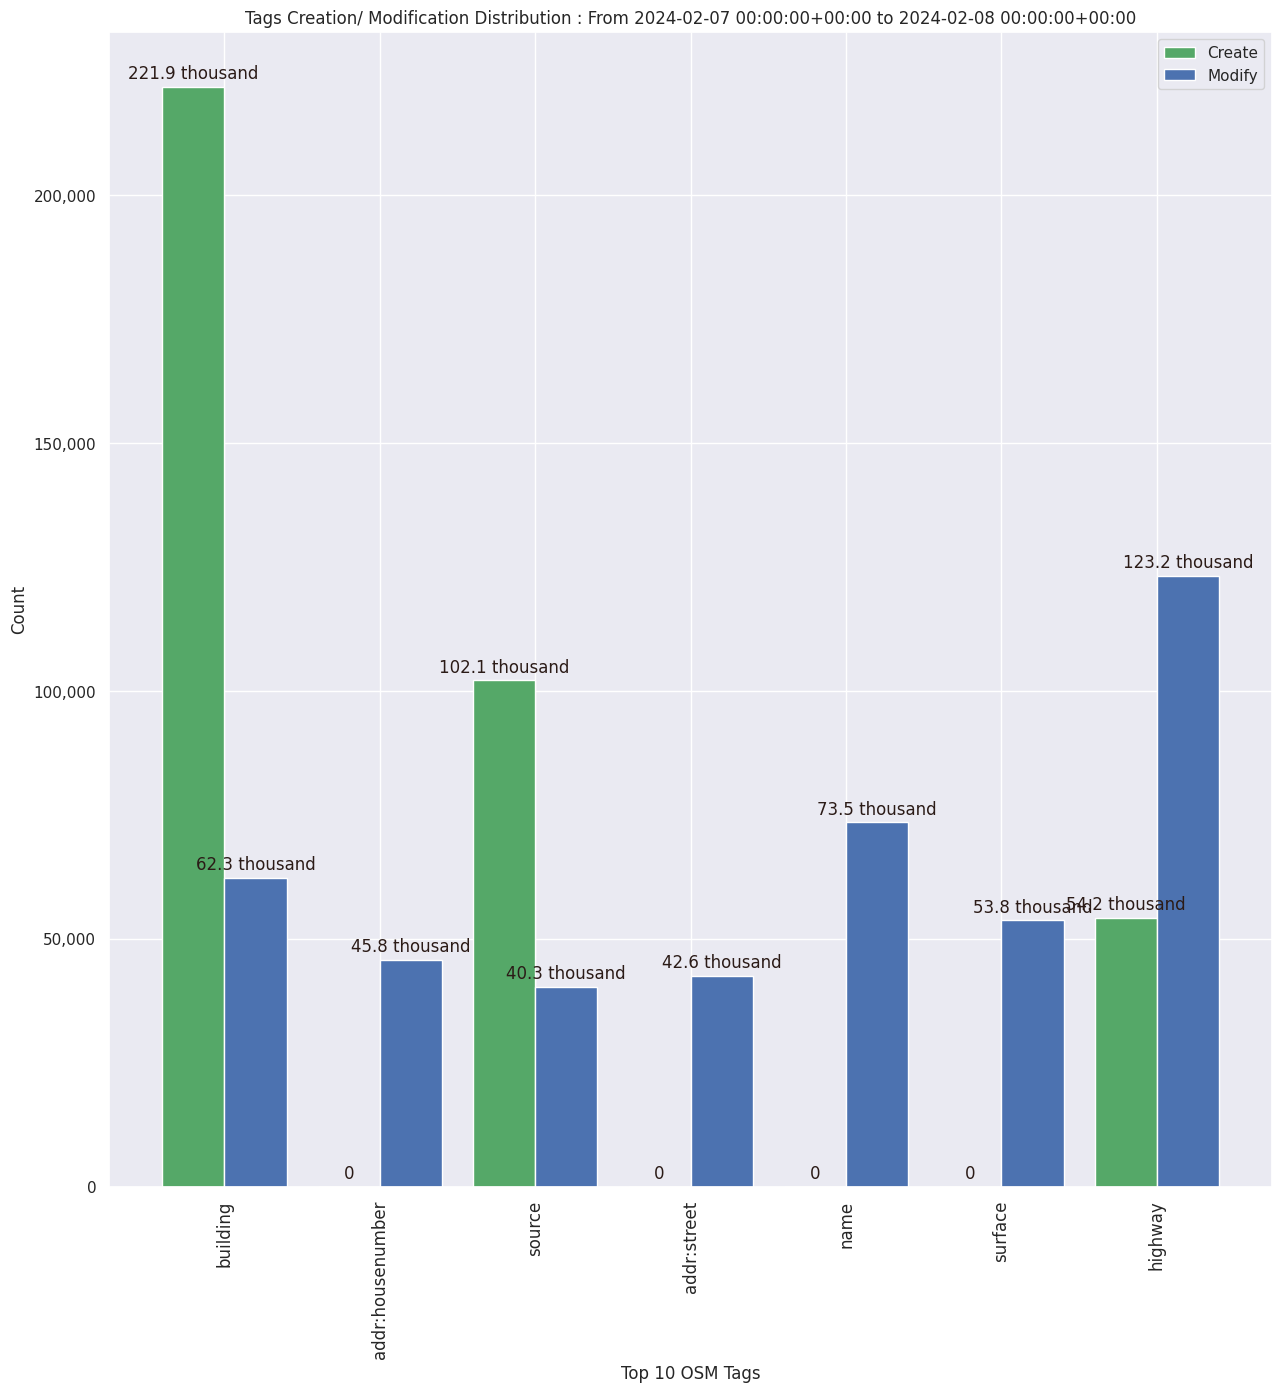 Tags Creation/ Modification Distribution : From 2024-02-07 00:00:00+00:00 to 2024-02-08 00:00:00+00:00
Create
Modify
221.9 thousand
200,000
150,000
123.2 thousand
102.1 thousand
100,000
73.5 thousand
62.3 thousand
53.8 thousand
54.2 thousand
50,000
45.8 thousand
42.6 thousand
40.3 thousand
0
0
0
0
0
Count
building
addr:housenumber
source
addr:street
name
surface
highway
Top 10 OSM Tags